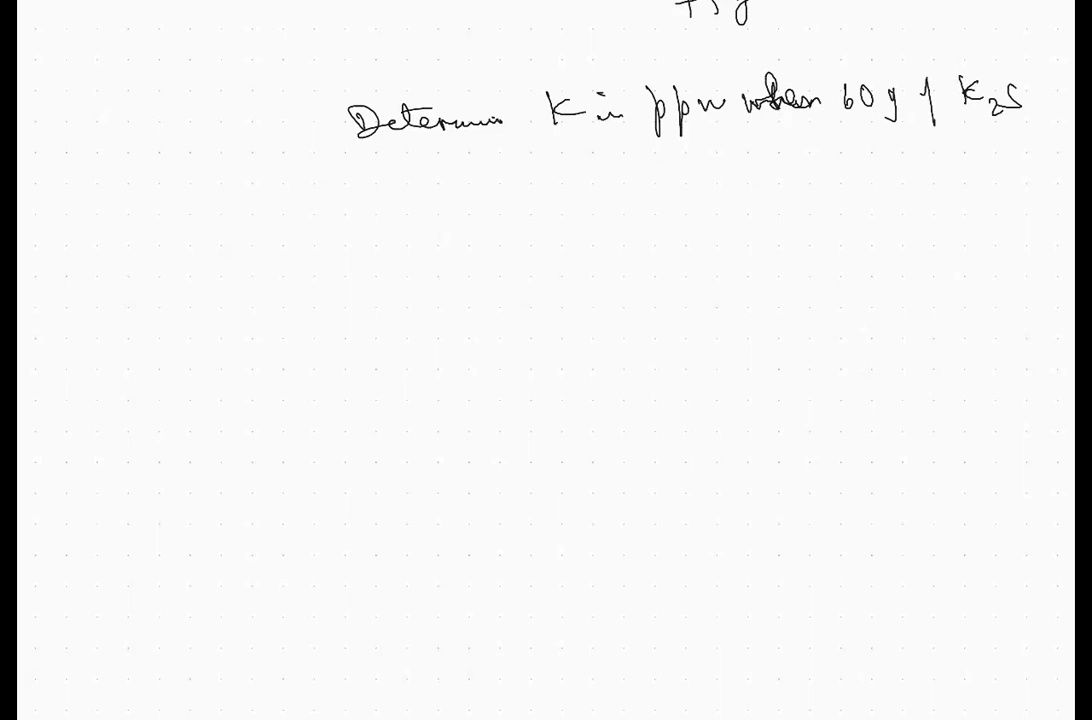 Determine K in ppm when 60 g of K₂S